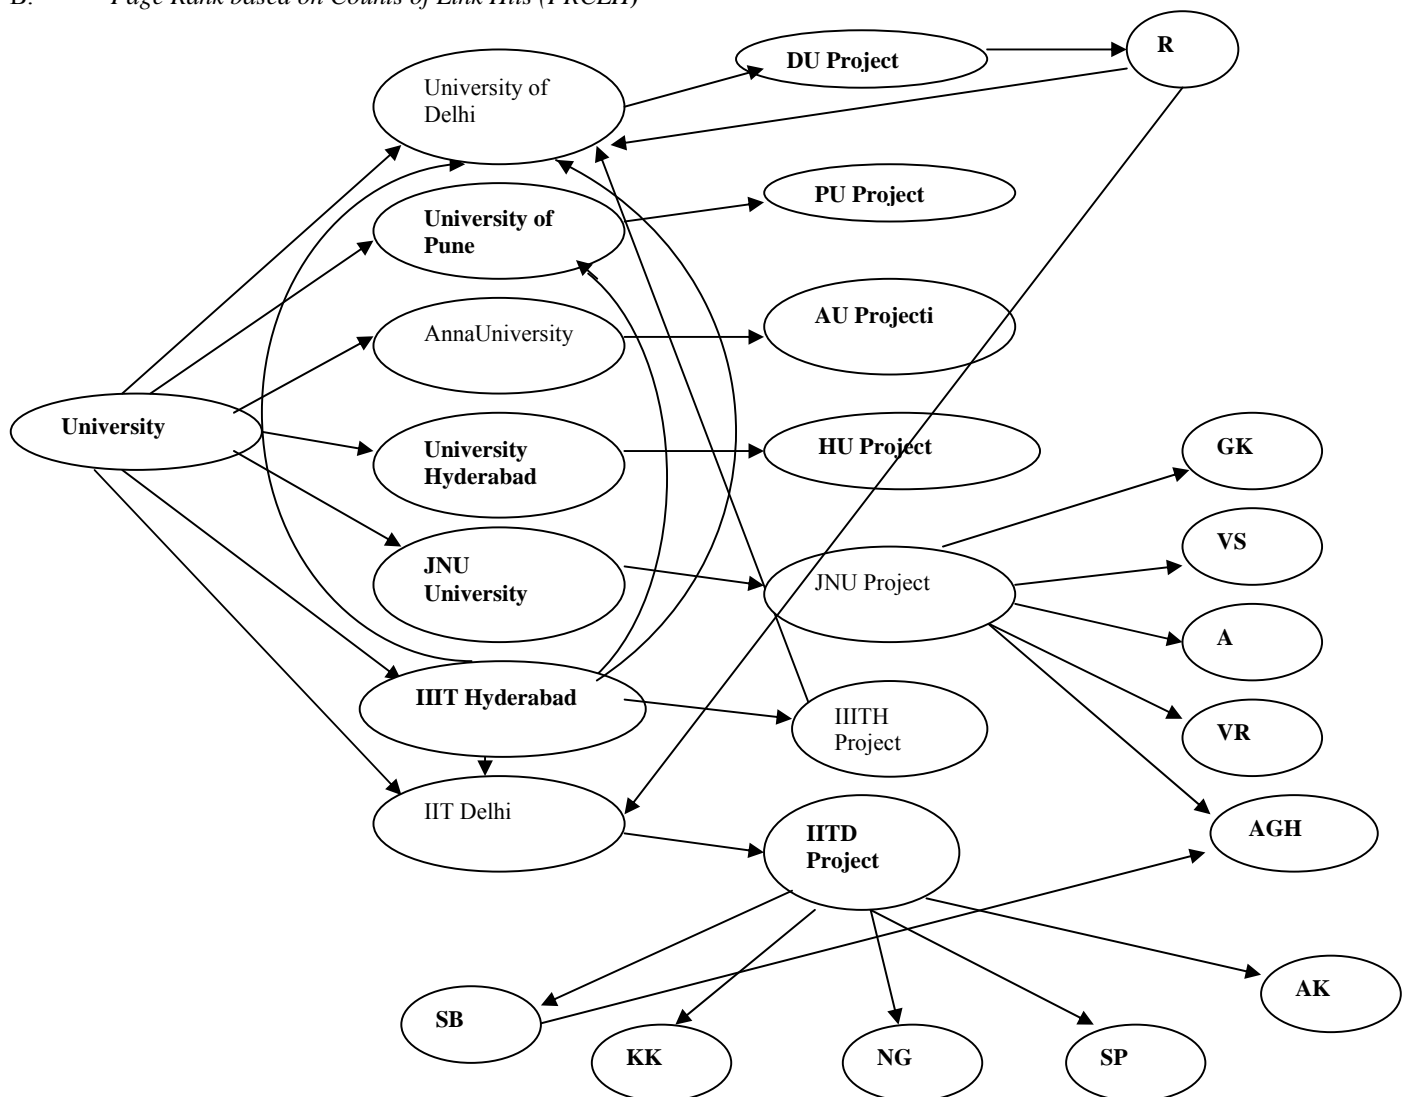 B. Page Rank based on Counts of Link Hits (PRCLH)
R
DU Project
University of
Delhi
PU Project
University of
Pune
AU Projecti
AnnaUniversity
University
HU Project
University
Hyderabad
GK
VS
JNU
University
JNU Project
A
IIIT Hyderabad
IIITH
Project
VR
IIT Delhi
IITD
Project
AGH
AK
SB
KK
NG
SP